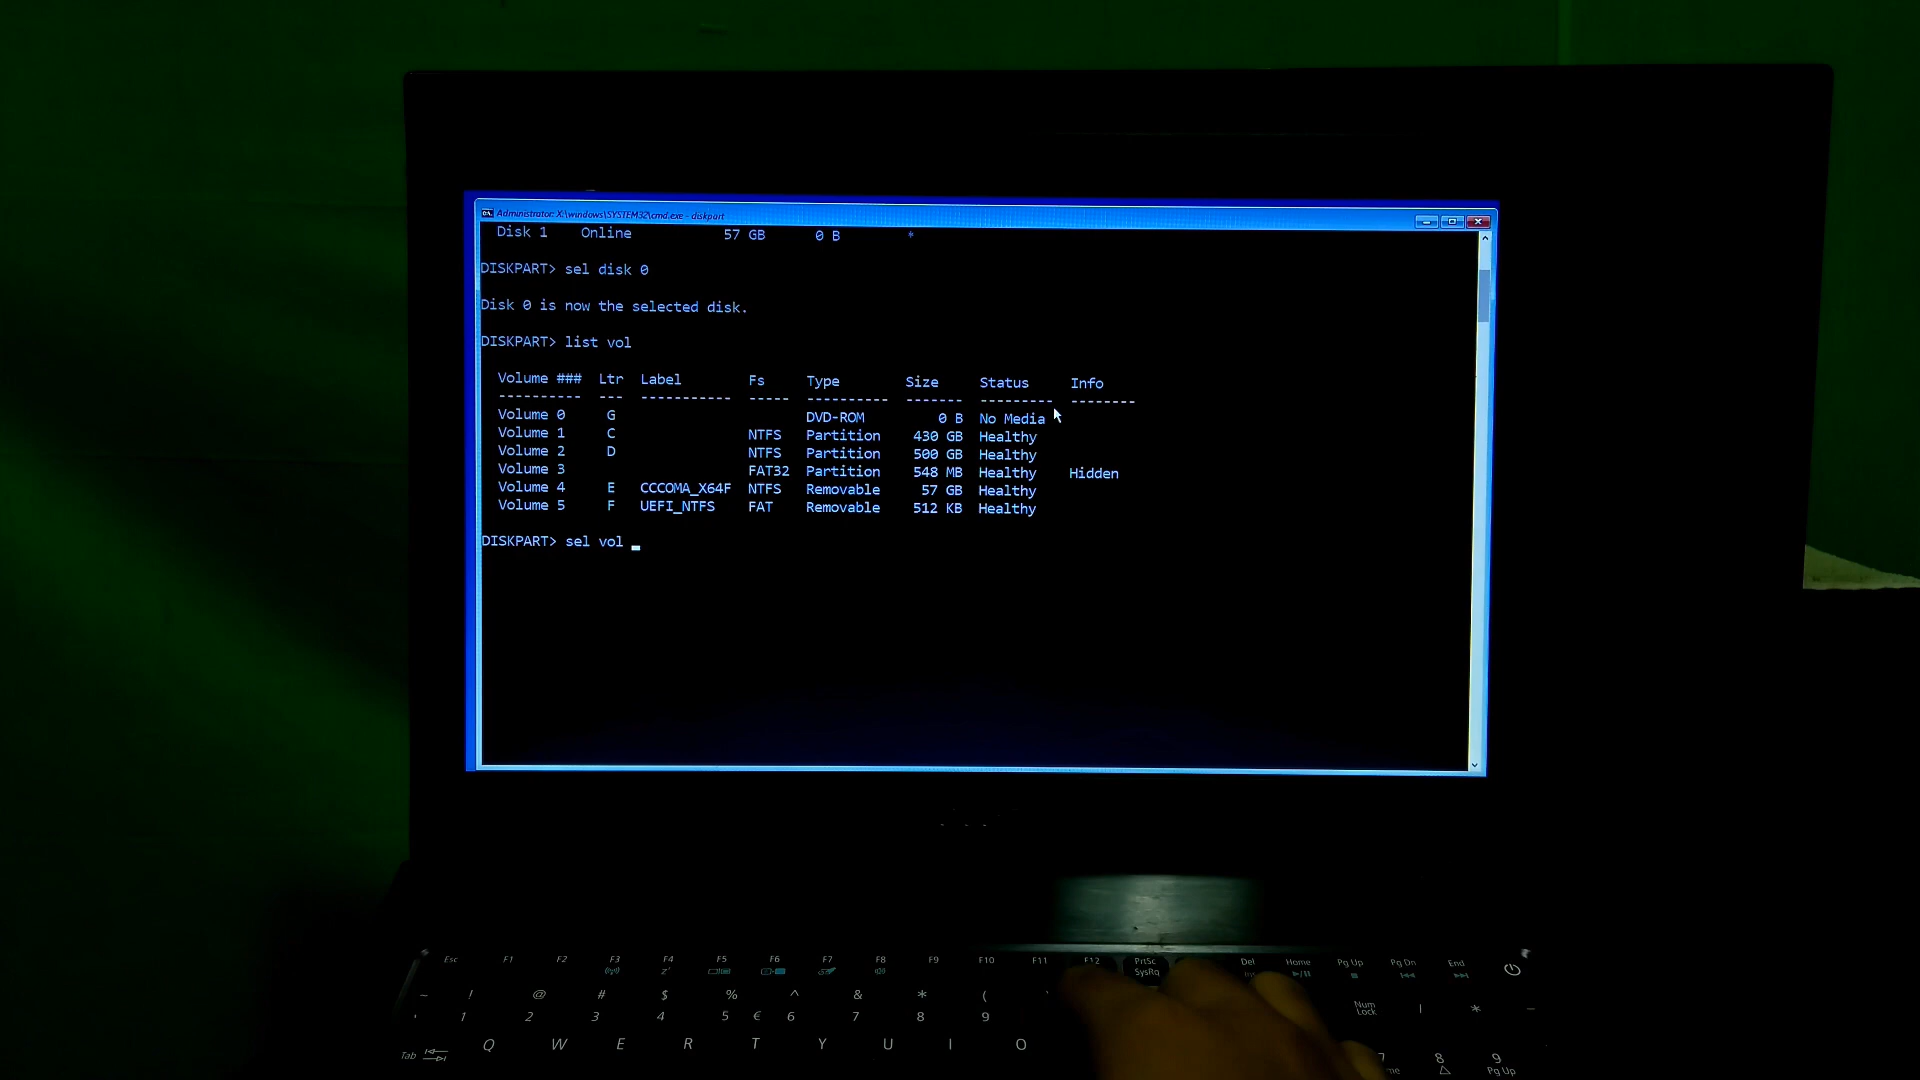 Administrator: X:\windows\SYSTEM32\cmd.exe - diskpart
Disk 1 Online 57 GB 0 B *
DISKPART> sel disk 0
Disk 0 is now the selected disk.
DISKPART> list vol
Volume ### Ltr Label Fs Type Size Status Info
---------- --- ----------- ----- ---------- ------- --------- --------
Volume 0 G DVD-ROM 0 B No Media
Volume 1 C NTFS Partition 430 GB Healthy
Volume 2 D NTFS Partition 500 GB Healthy
Volume 3 FAT32 Partition 548 MB Healthy Hidden
Volume 4 E CCCOMA_X64F NTFS Removable 57 GB Healthy
Volume 5 F UEFI_NTFS FAT Removable 512 KB Healthy
DISKPART> sel vol
Esc F1 F2 F3 F4 F5 F6 F7 F8 F9 F10 F11 F12 PrtSc Del Home Pg Up Pg Dn End
SysRq
~ ! @ # $ % ^ & * (
1 2 3 4 5 € 6 7 8 9
Num Lock / * -
Tab Q W E R T Y U I O
7 8 9
Pg Up